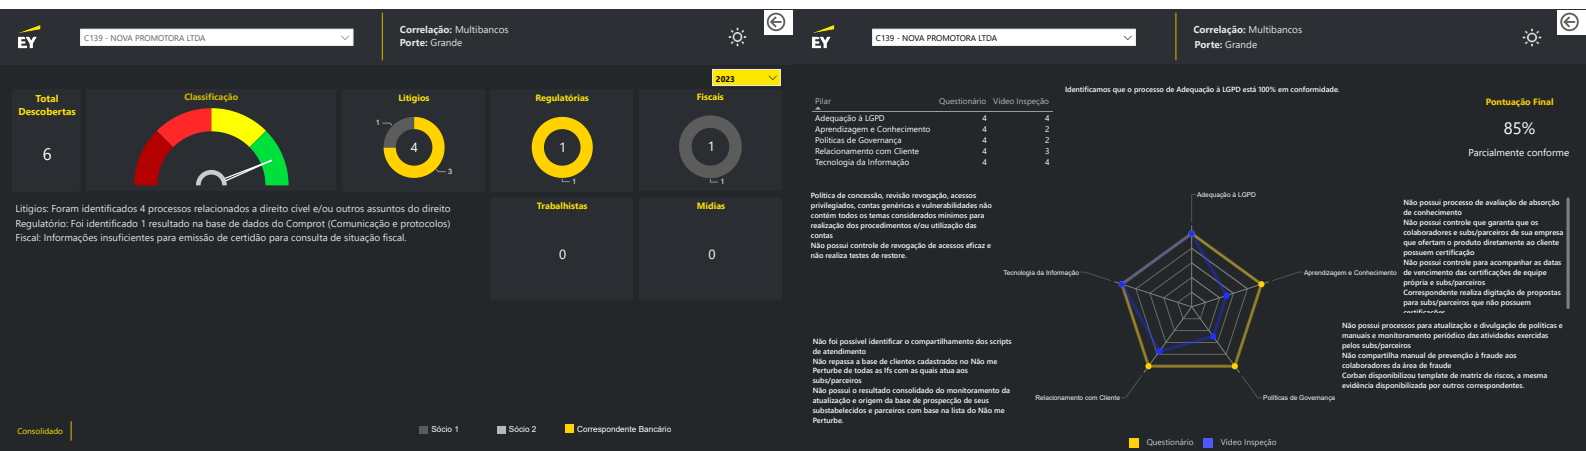 EY
C139 - NOVA PROMOTORA LTDA
Correlação: Multibancos
Porte: Grande
2023
Total
Descobertas
6
Classificação
Litígios
1
4
3
Regulatórias
1
1
Fiscais
1
1
Litígios: Foram identificados 4 processos relacionados a direito civel e/ou outros assuntos do direito
Regulatório: Foi identificado 1 resultado na base de dados do Comprot (Comunicação e protocolos)
Fiscal: Informações insuficientes para emissão de certidão para consulta de situação fiscal.
Trabalhistas
0
Mídias
0
Consolidado
Sócio 1
Sócio 2
Correspondente Bancário
EY
C139 - NOVA PROMOTORA LTDA
Correlação: Multibancos
Porte: Grande
Identificamos que o processo de Adequação à LGPD está 100% em conformidade.
Pilar Questionário Video Inspeção
Adequação à LGPD 4 4
Aprendizagem e Conhecimento 4 2
Políticas de Governança 4 2
Relacionamento com Cliente 4 3
Tecnologia da Informação 4 4
Pontuação Final
85%
Parcialmente conforme
Política de concessão, revisão revogação, acessos
privilegiados, contas genéricas e vulnerabilidades não
contém todos os temas considerados mínimos para
realização dos procedimentos e/ou utilização das
contas
Não possui controle de revogação de acessos eficaz e
não realiza testes de restore.
Adequação à LGPD
Tecnologia da Informação
Aprendizagem e Conhecimento
Relacionamento com Cliente
Políticas de Governança
Não possui processo de avaliação de absorção
de conhecimento
Não possui controle que garanta que os
colaboradores e subs/parceiros de sua empresa
que ofertam o produto diretamente ao cliente
possuem certificação
Não possui controle para acompanhar as datas
de vencimento das certificações de equipe
própria e subs/parceiros
Correspondente realiza digitação de propostas
para subs/parceiros que não possuem
certificações
Não foi possível identificar o compartilhamento dos scripts
de atendimento
Não repassa a base de clientes cadastrados no Não me
Perturbe de todas as Ifs com as quais atua aos
subs/parceiros
Não possui o resultado consolidado do monitoramento da
atualização e origem da base de prospecção de seus
substabelecidos e parceiros com base na lista do Não me
Perturbe.
Não possui processos para atualização e divulgação de políticas e
manuais e monitoramento periódico das atividades exercidas
pelos subs/parceiros
Não compartilha manual de prevenção à fraude aos
colaboradores da área de fraude
Corban disponibilizou template de matriz de riscos, a mesma
evidência disponibilizada por outros correspondentes.
Questionário
Video Inspeção